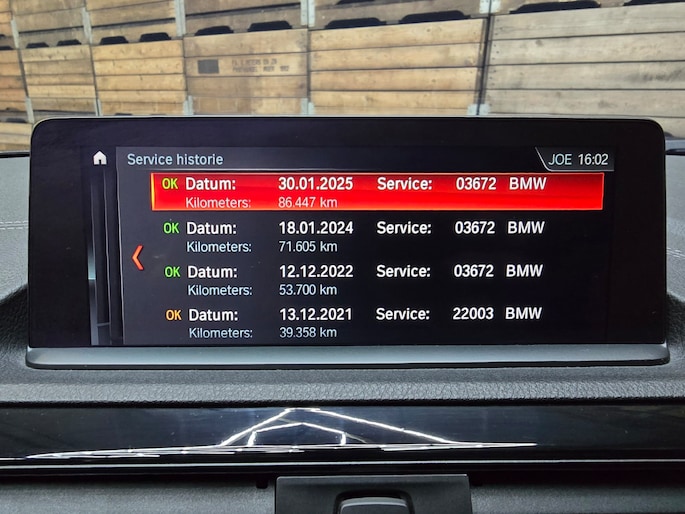 Service historie
JOE 16:02
OK Datum: 30.01.2025 Service: 03672 BMW
Kilometers: 86.447 km
OK Datum: 18.01.2024 Service: 03672 BMW
Kilometers: 71.605 km
OK Datum: 12.12.2022 Service: 03672 BMW
Kilometers: 53.700 km
OK Datum: 13.12.2021 Service: 22003 BMW
Kilometers: 39.358 km